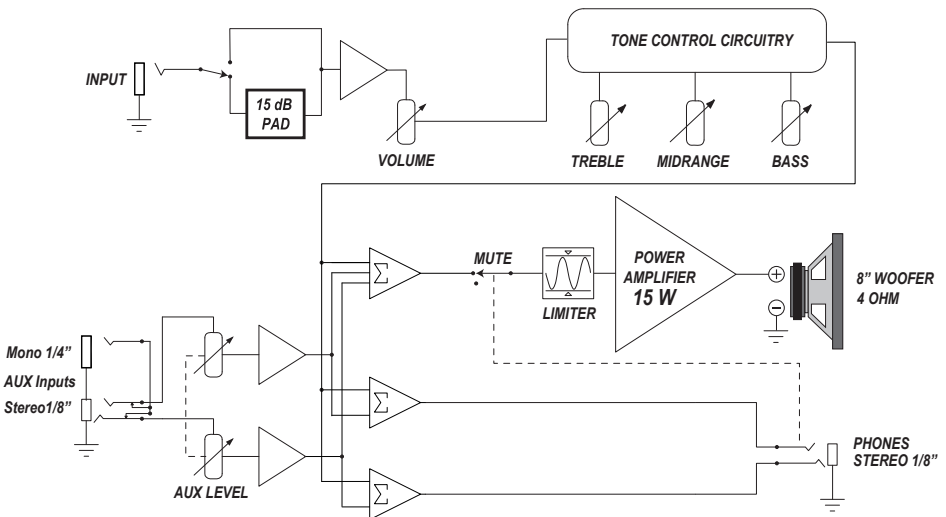 TONE CONTROL CIRCUITRY
INPUT
15 dB
PAD
VOLUME
TREBLE
MIDRANGE
BASS
Σ
MUTE
LIMITER
POWER
AMPLIFIER
15 W
+
−
8” WOOFER
4 OHM
Mono 1/4”
AUX Inputs
Stereo1/8”
Σ
AUX LEVEL
Σ
PHONES
STEREO 1/8”